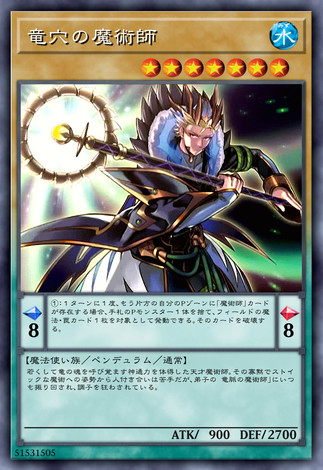 竜穴の魔術師
水
①：1ターンに1度、もう片方の自分のPゾーンに「魔術師」カード
が存在する場合、手札のPモンスター1体を捨て、フィールドの魔
法・罠カード1枚を対象として発動できる。そのカードを破壊す
る。
8 8
【魔法使い族／ペンデュラム／通常】
若くして竜の魂を呼び覚ます神通力を体得した天才魔術師。その寡黙でスト
イックな魔術への姿勢から人付き合いは苦手だが、弟子の「竜脈の魔術師」にいつ
も振り回され、調子を狂わされている。
ATK/ 900 DEF/2700
51531505